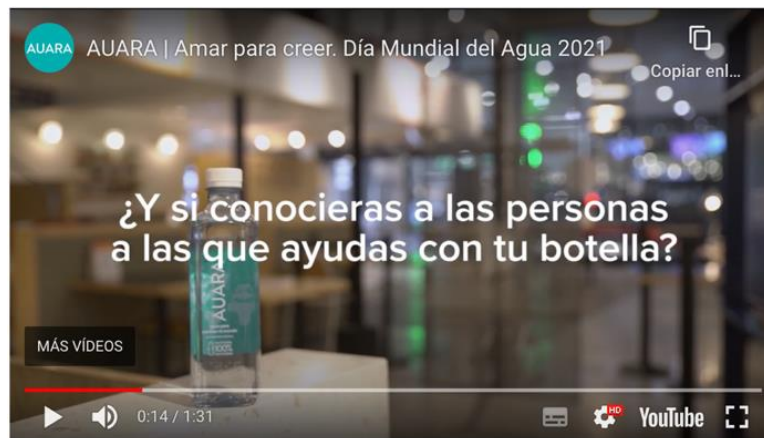 AUARA
AUARA | Amar para creer. Día Mundial del Agua 2021
Copiar enl...
¿Y si conocieras a las personas
a las que ayudas con tu botella?
AUARA
100%
MÁS VÍDEOS
0:14 / 1:31
HD
YouTube